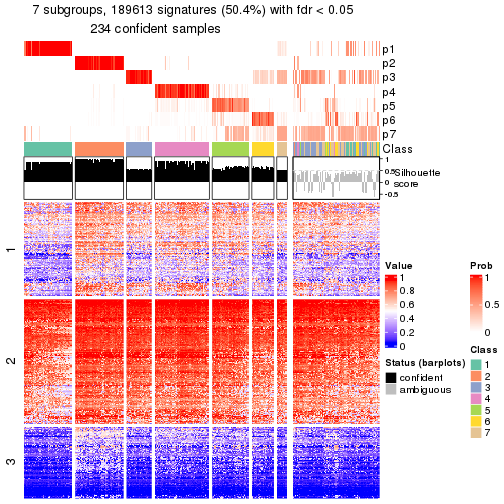 7 subgroups, 189613 signatures (50.4%) with fdr < 0.05
234 confident samples
p1
p2
p3
p4
p5
p6
p7
Class
1
0.5
0
-0.5
Silhouette
score
1
2
3
Value
1
0.8
0.6
0.4
0.2
0
Prob
1
0.5
0
Status (barplots)
confident
ambiguous
Class
1
2
3
4
5
6
7